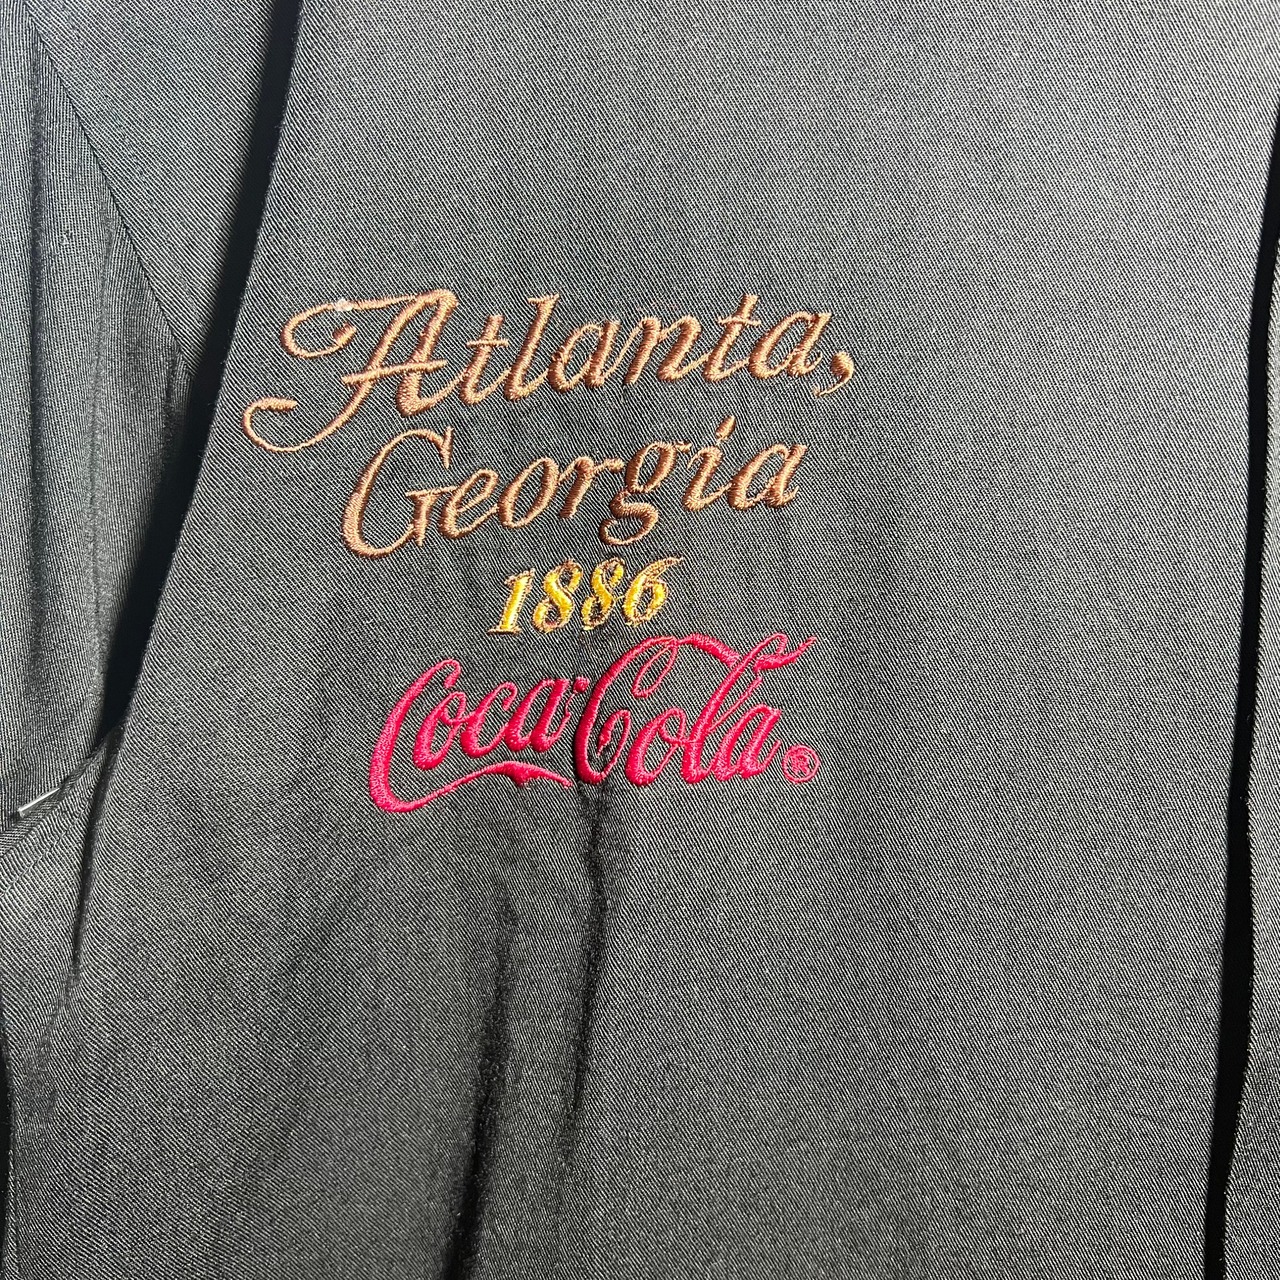 Atlanta,
Georgia
1886
Coca-Cola®